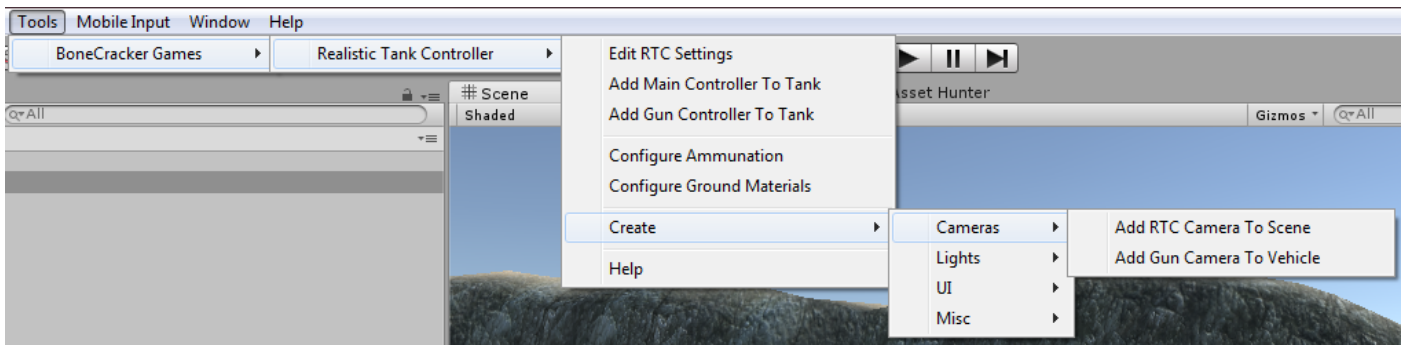 Tools Mobile Input Window Help
BoneCracker Games
Realistic Tank Controller
Edit RTC Settings
Add Main Controller To Tank
Add Gun Controller To Tank
Configure Ammunation
Configure Ground Materials
Create
Help
Cameras
Lights
UI
Misc
Add RTC Camera To Scene
Add Gun Camera To Vehicle
All
Scene
Shaded
sset Hunter
Gizmos
All